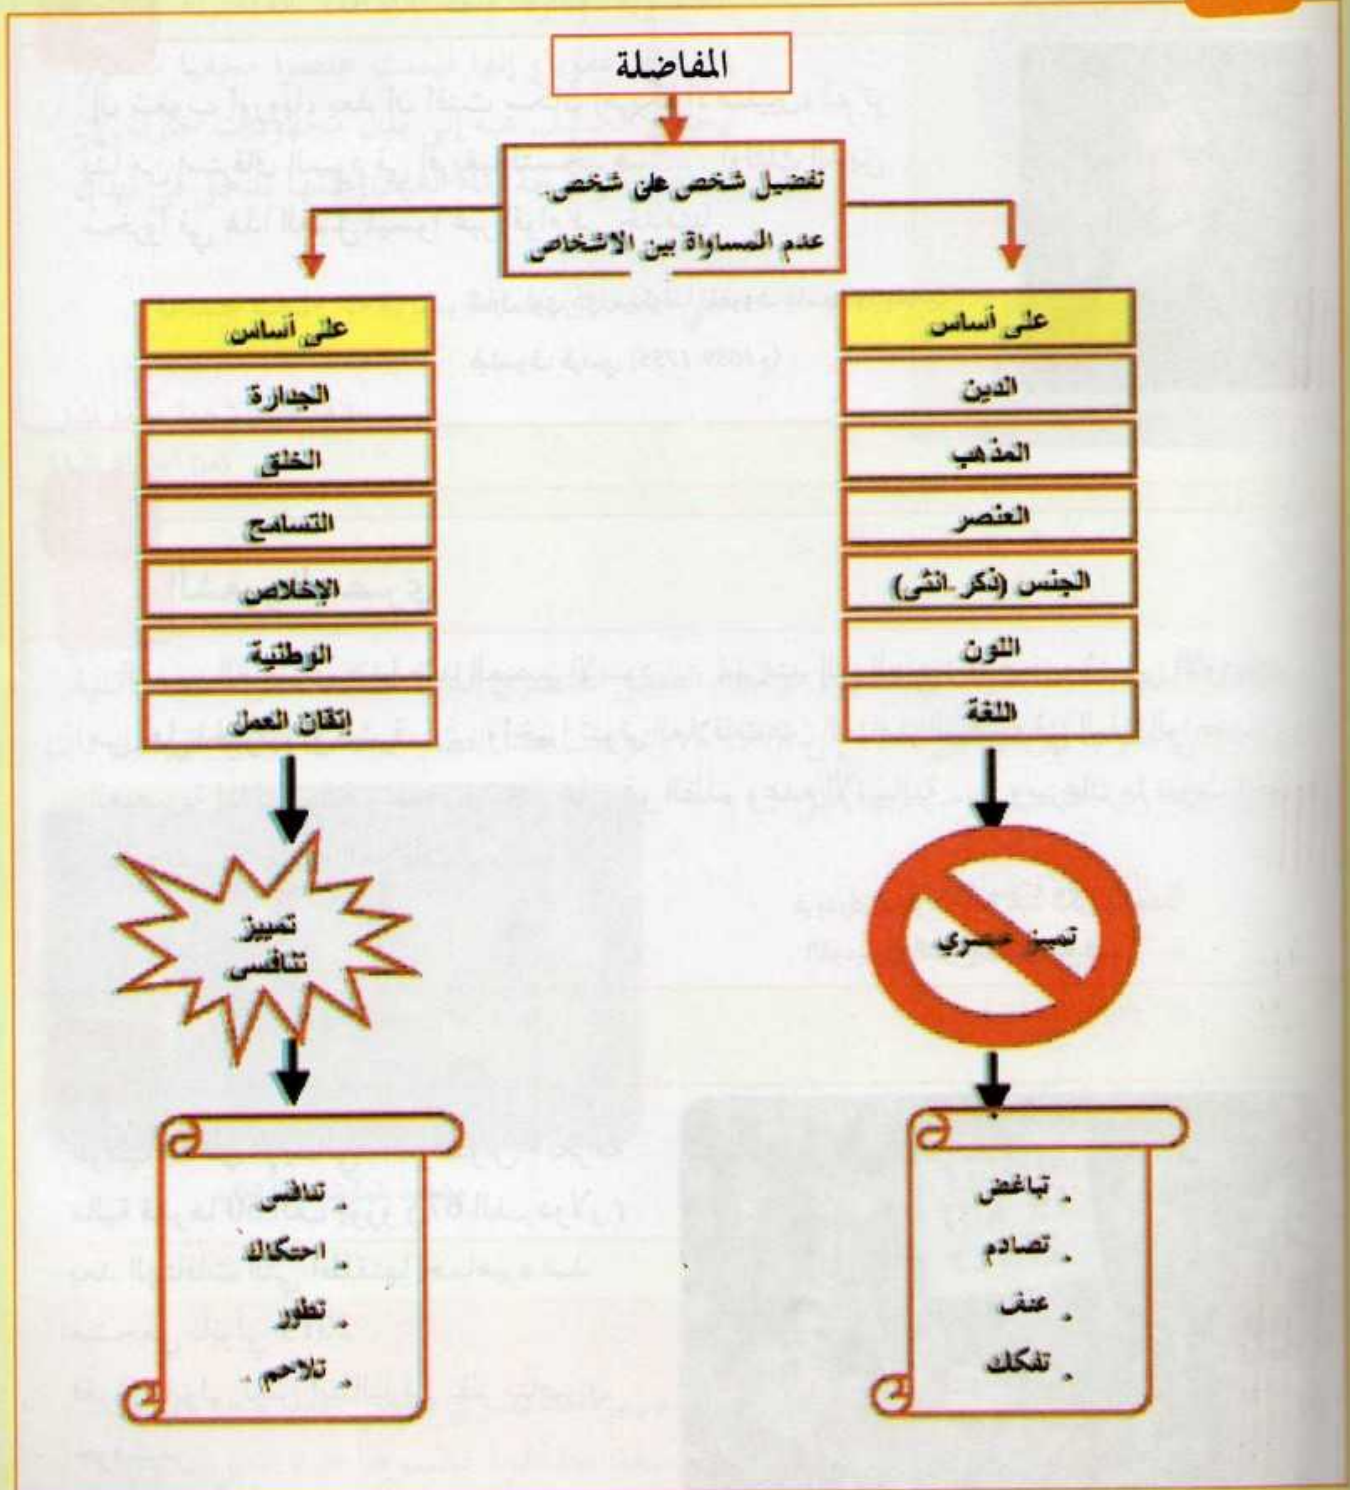 المفاضلة
تفضيل شخص على شخص.
عدم المساواة بين الاشخاص
على أساس
الدين
المذهب
العنصر
الجنس (ذكر-انثى)
اللون
اللغة
تمييز عنصري
- تباغض
- تصادم
- عنف
- تفكك
على أساس
الجدارة
الخلق
التسامح
الإخلاص
الوطنية
إتقان العمل
تمييز
تنافسي
- تنافس
- احتكاك
- تطور
- تلاحم